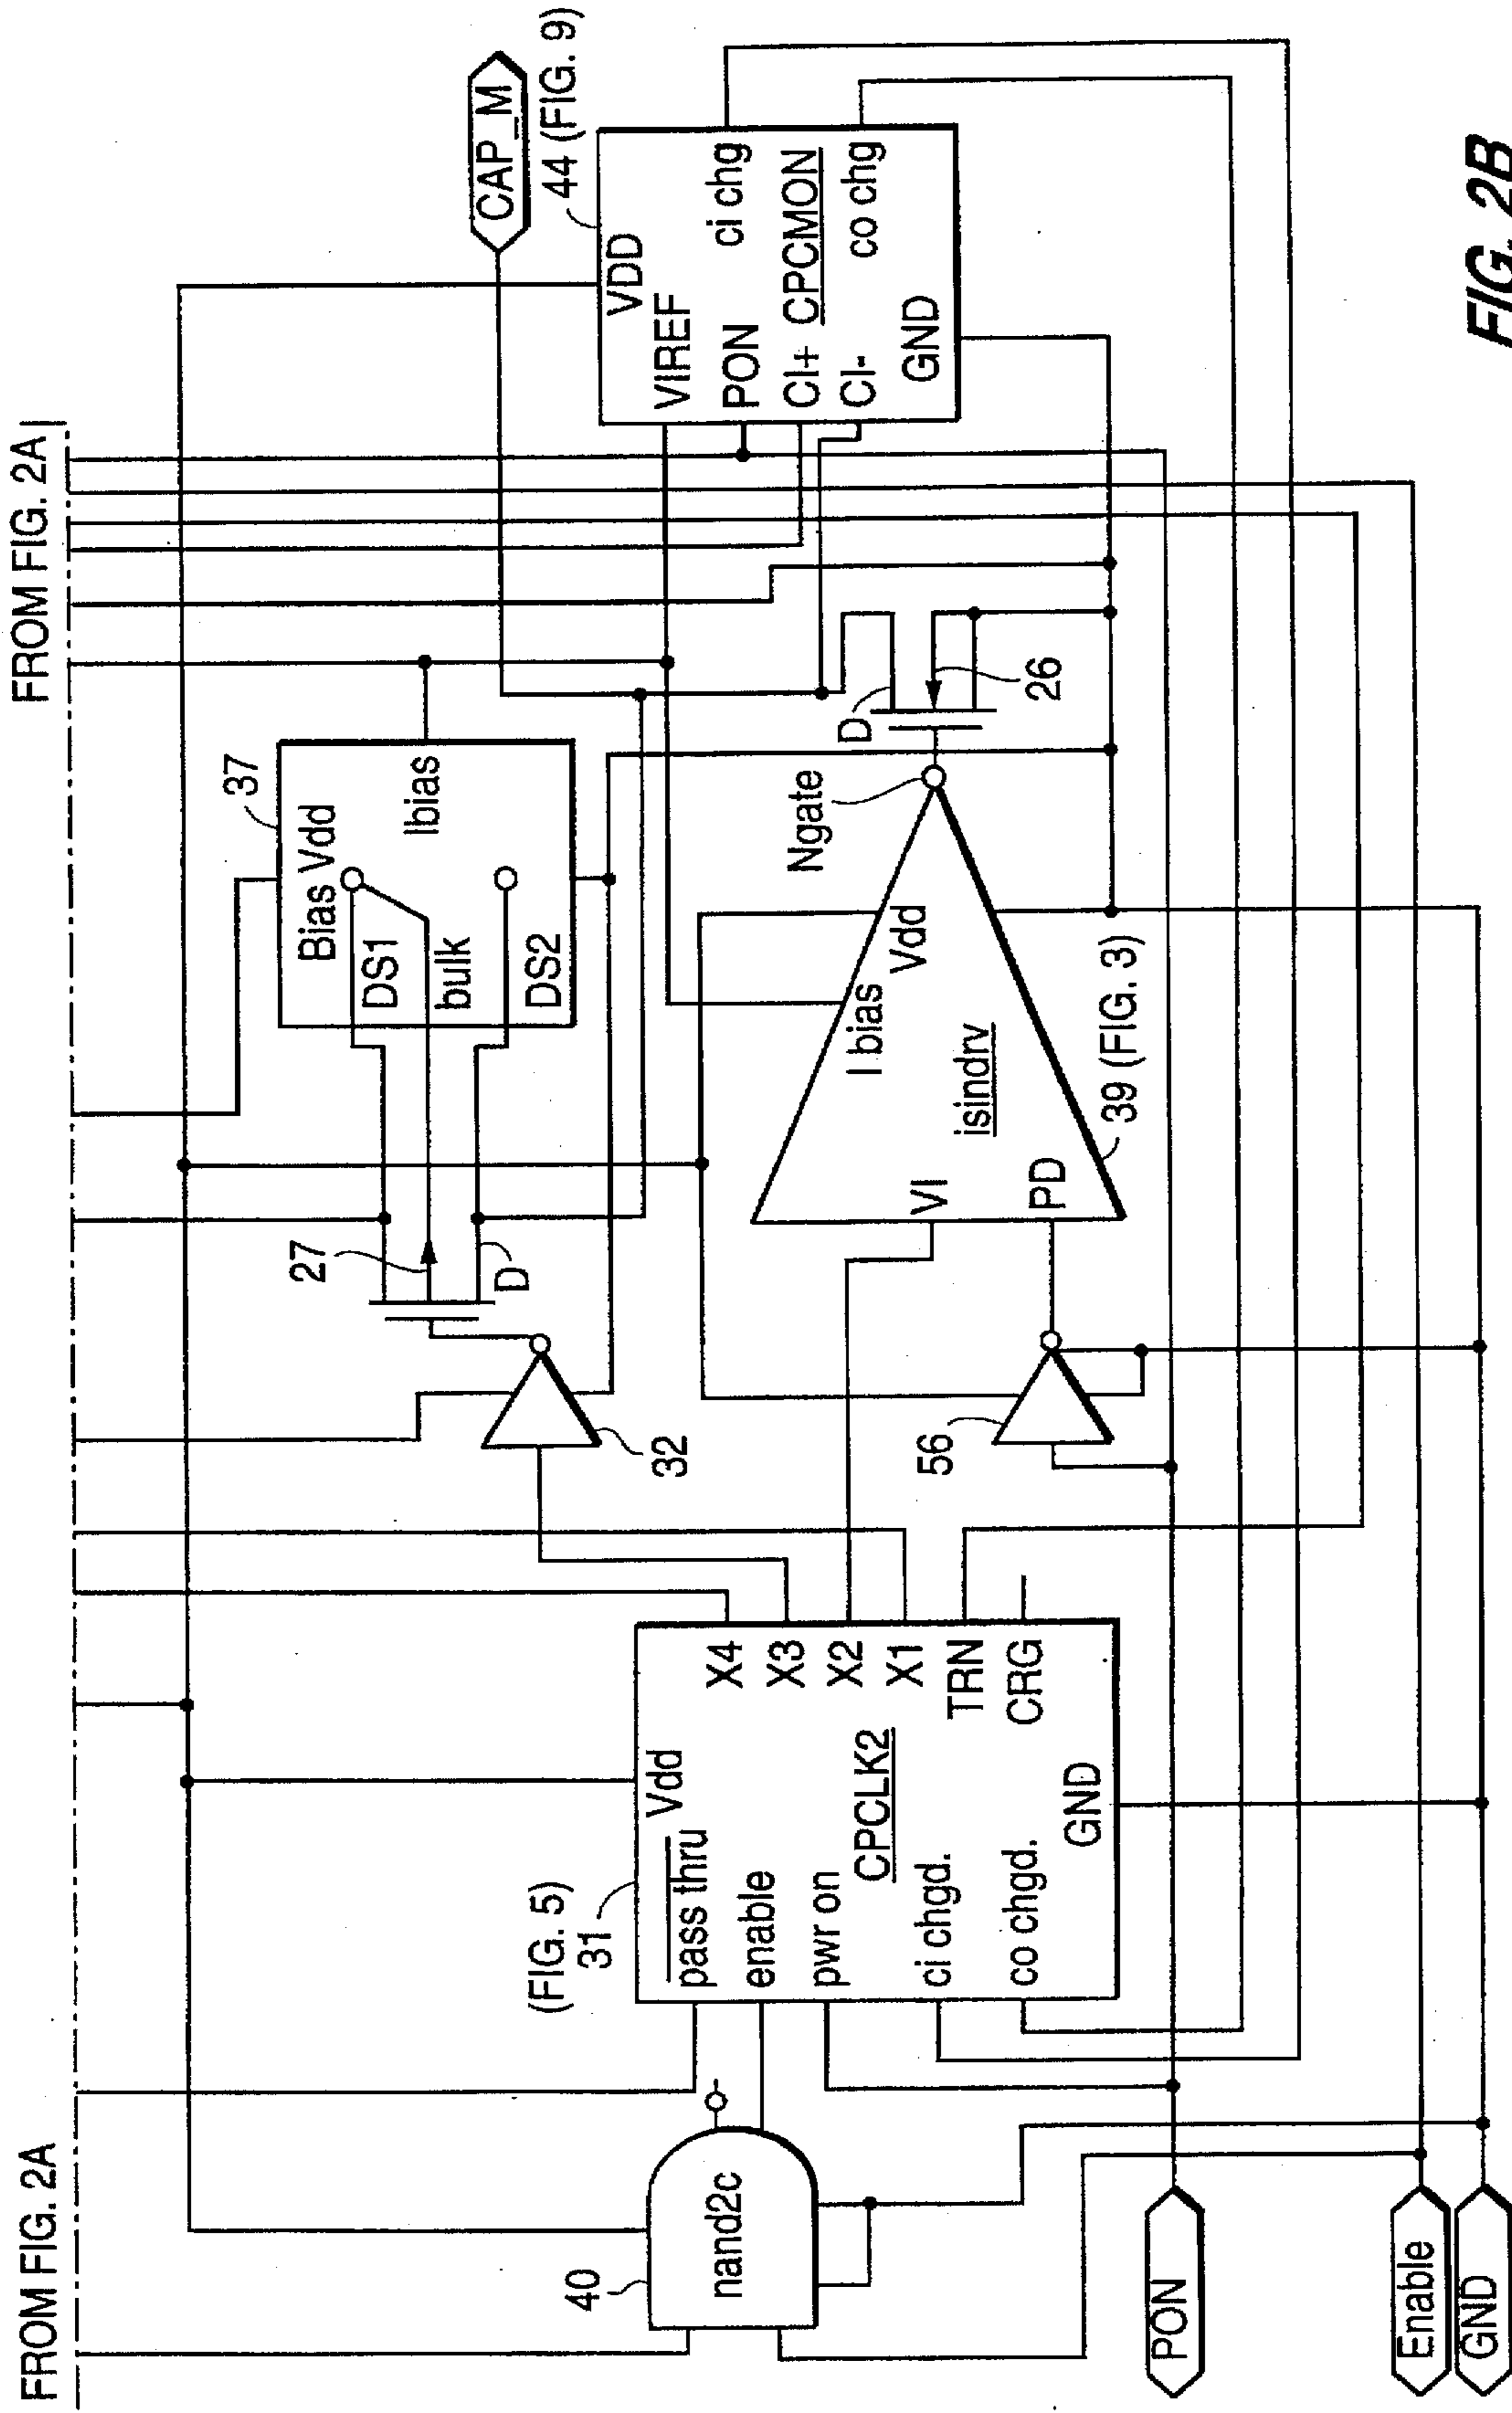 FROM FIG. 2A
FROM FIG. 2A
40
nand2c
(FIG. 5)
31
pass thru
Vdd
enable
pwr on
CPCLK2
ci chgd.
co chgd.
GND
X4
X3
X2
X1
TRN
CRG
32
27
D
37
Bias Vdd
DS1
bulk
DS2
Ibias
56
VI
PD
isindrv
I bias
Vdd
39 (FIG. 3)
Ngate
D
26
CAP_M
44 (FIG. 9)
VDD
VIREF
PON
CI+
CPCMON
CI-
GND
ci chg
co chg
PON
Enable
GND
FIG. 2B